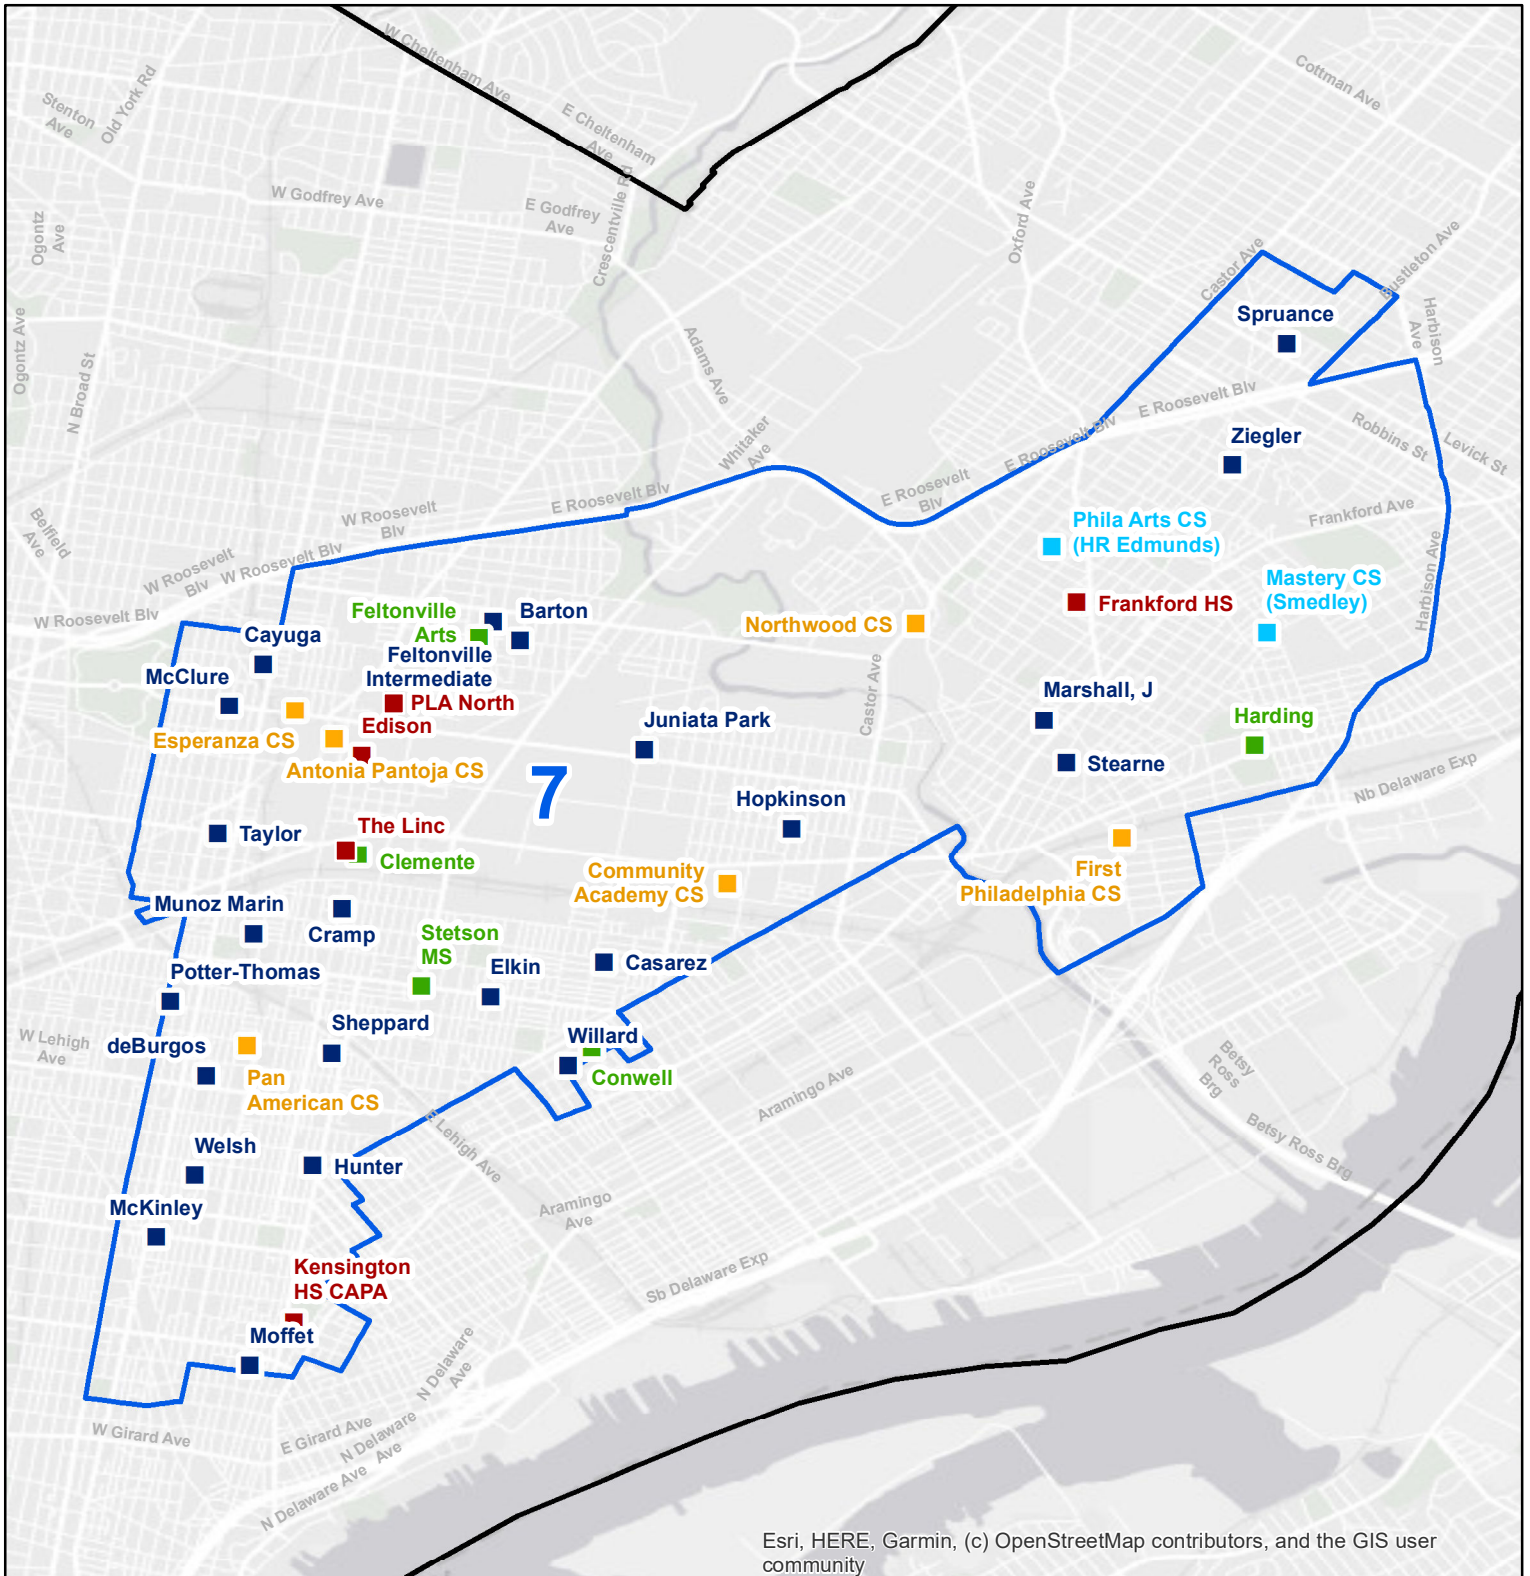 W Cheltenham Ave
Cottman Ave
Stenton
Ave
Old York Rd
E Cheltenham
Ave
W Godfrey Ave
E Godfrey
Ave
Crescentville Rd
Oxford Ave
Ogontz
Ave
Castor Ave
Bustleton Ave
Spruance
Harbison
Ave
Ogontz Ave
N Broad St
Adams Ave
E Roosevelt Blv
Whitaker
Ave
E Roosevelt Blv
Ziegler
Robbins St
Levick St
E Roosevelt Blv
E Roosevelt
Blv
W Roosevelt
Blv
Belfield
Ave
Phila Arts CS
(HR Edmunds)
Frankford Ave
W Roosevelt
Blv
W Roosevelt Blv
W Roosevelt Blv
Mastery CS
(Smedley)
Harbison Ave
Feltonville
Arts
Barton
Northwood CS
Frankford HS
Cayuga
Feltonville
Intermediate
McClure
PLA North
Castor Ave
Marshall, J
Edison
Juniata Park
Harding
Esperanza CS
Antonia Pantoja CS
Stearne
Nb Delaware Exp
7
Hopkinson
Taylor
The Linc
Clemente
Community
Academy CS
First
Philadelphia CS
Munoz Marin
Cramp
Stetson
MS
Potter-Thomas
Elkin
Casarez
Sheppard
Willard
W Lehigh
Ave
deBurgos
Pan
American CS
Conwell
Betsy
Ross
Brg
Aramingo Ave
E Lehigh Ave
Betsy Ross Brg
Welsh
Hunter
McKinley
Aramingo
Ave
Kensington
HS CAPA
Sb Delaware Exp
Moffet
N Delaware
Ave
W Girard Ave
E Girard Ave
N Delaware
Ave
N Delaware Ave
Esri, HERE, Garmin, (c) OpenStreetMap contributors, and the GIS user
community